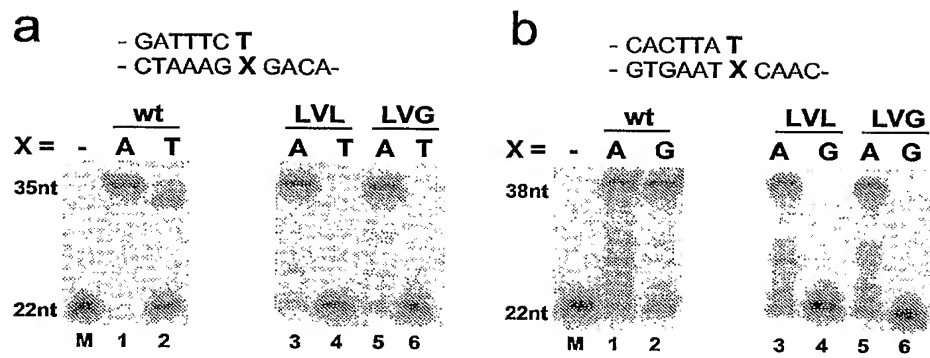 a
- GATTTC T
- CTAAAG X GACA-
wt LVL LVG
X = - A T A T A T
35nt
22nt
M 1 2 3 4 5 6
b
- CACTTA T
- GTGAAT X CAAC-
wt LVL LVG
X = - A G A G A G
38nt
22nt
M 1 2 3 4 5 6